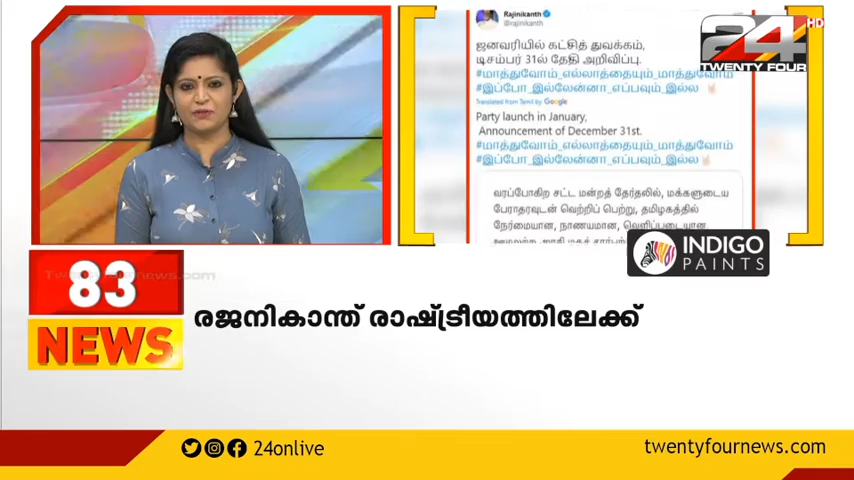 Rajinikanth
@rajinikanth
ஜனவரியில் கட்சித் துவக்கம்,
டிசம்பர் 31ல் தேதி அறிவிப்பு.
#மாத்துவோம்_எல்லாத்தையும்_மாத்துவோம்
#இப்போ_இல்லேன்னா_எப்பவும்_இல்ல
Translated from Tamil by Google
Party launch in January,
Announcement of December 31st.
#மாத்துவோம்_எல்லாத்தையும்_மாத்துவோம்
#இப்போ_இல்லேன்னா_எப்பவும்_இல்ல
வரப்போகிற சட்ட மன்றத் தேர்தலில், மக்களுடைய
பேராதரவுடன் வெற்றிப் பெற்று, தமிழகத்தில்
நேர்மையான, நாணயமான, வெளிப்படையான,
24 HD
TWENTY FOUR
INDIGO
PAINTS
Twentyfournews.com
83
NEWS
രജനികാന്ത് രാഷ്ട്രീയത്തിലേക്ക്
24onlive
twentyfournews.com